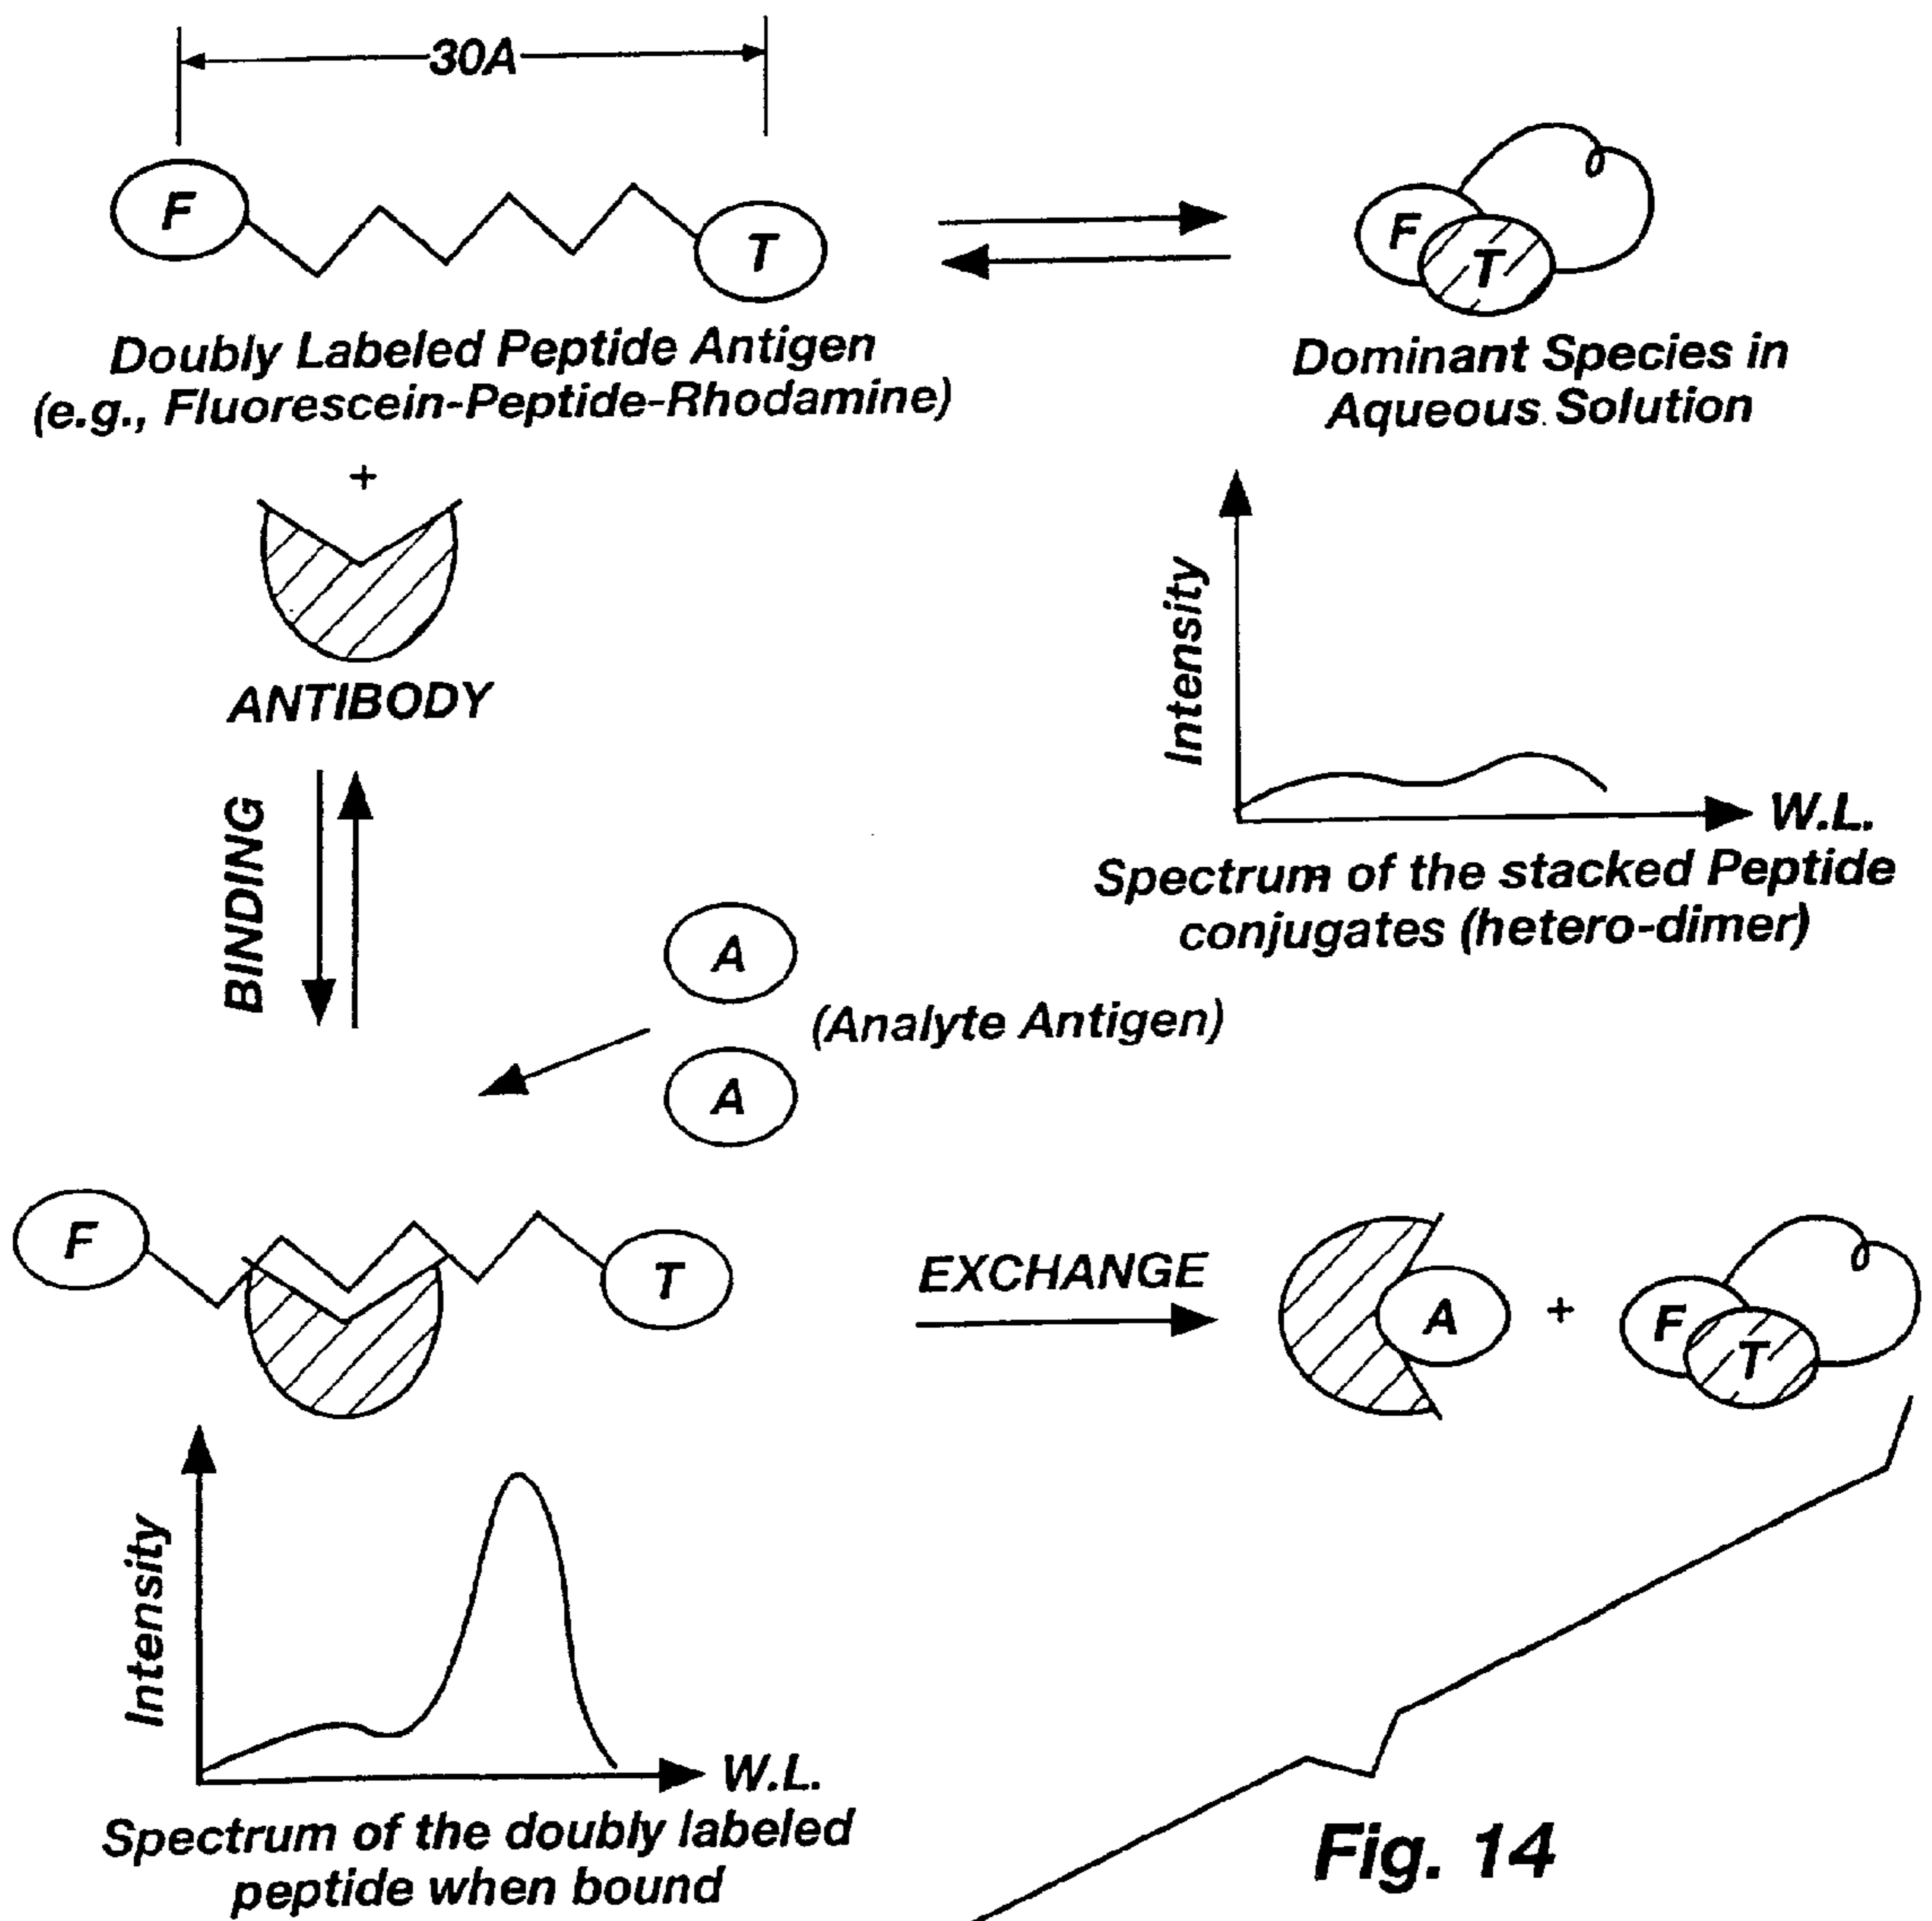 30A
F
T
F
T
Doubly Labeled Peptide Antigen
(e.g., Fluorescein-Peptide-Rhodamine)
Dominant Species in
Aqueous Solution
+
ANTIBODY
Intensity
W.L.
Spectrum of the stacked Peptide
conjugates (hetero-dimer)
BINDING
A
(Analyte Antigen)
A
F
T
EXCHANGE
A
+
F
T
Intensity
W.L.
Spectrum of the doubly labeled
peptide when bound
Fig. 14